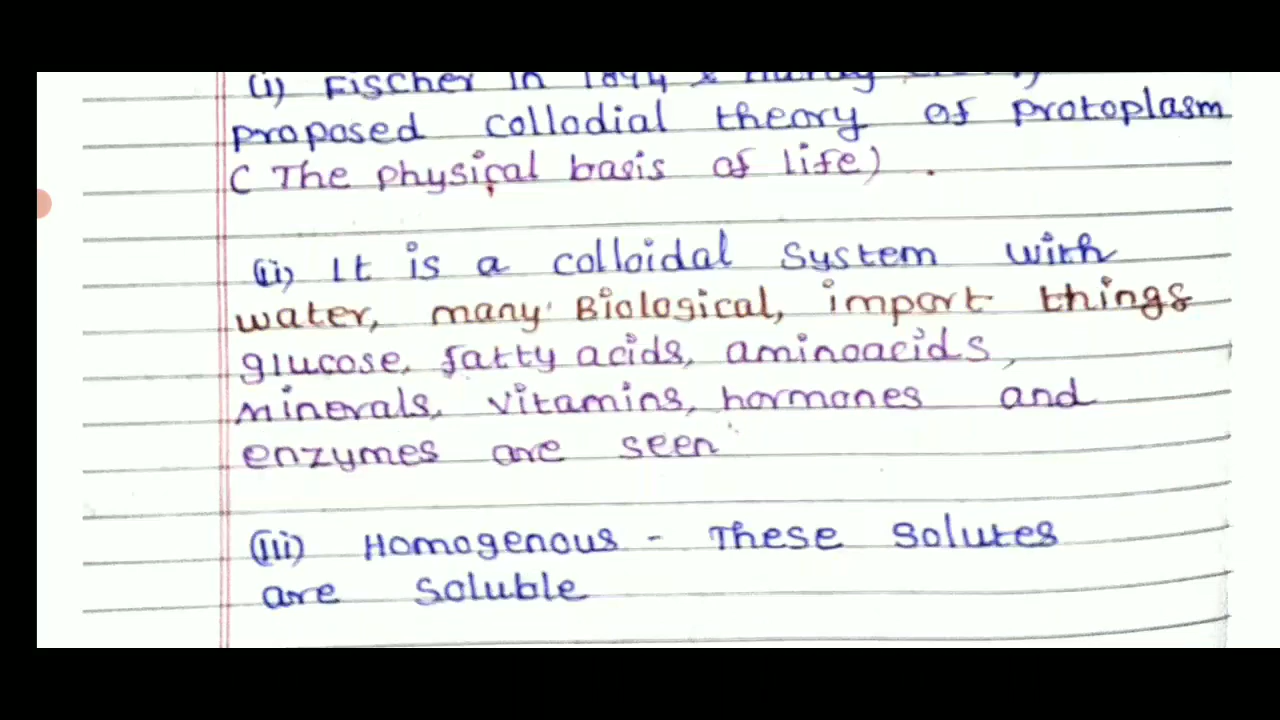 (i) Fischer in 1894 &
proposed collodial theory of protoplasm
( The physical basis of life) .
(ii) It is a colloidal system with
water, many Biological, import things
glucose, fatty acids, aminoacids,
minerals, vitamins, hormones and
enzymes are seen
(iii) Homogenous - These solutes
are soluble